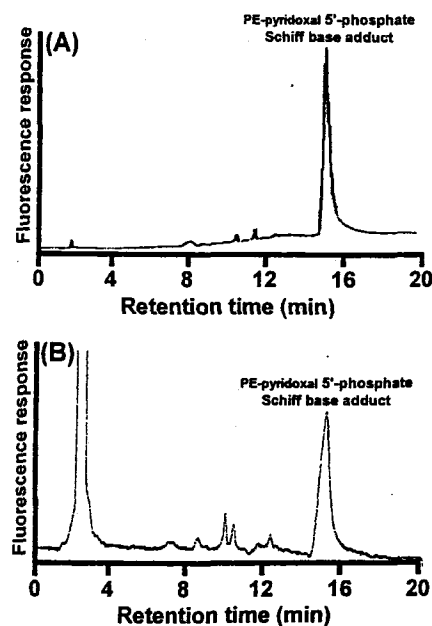 PE-pyridoxal 5'-phosphate
Schiff base adduct
(A)
Fluorescence response
0 4 8 12 16 20
Retention time (min)
(B)
PE-pyridoxal 5'-phosphate
Schiff base adduct
Fluorescence response
0 4 8 12 16 20
Retention time (min)